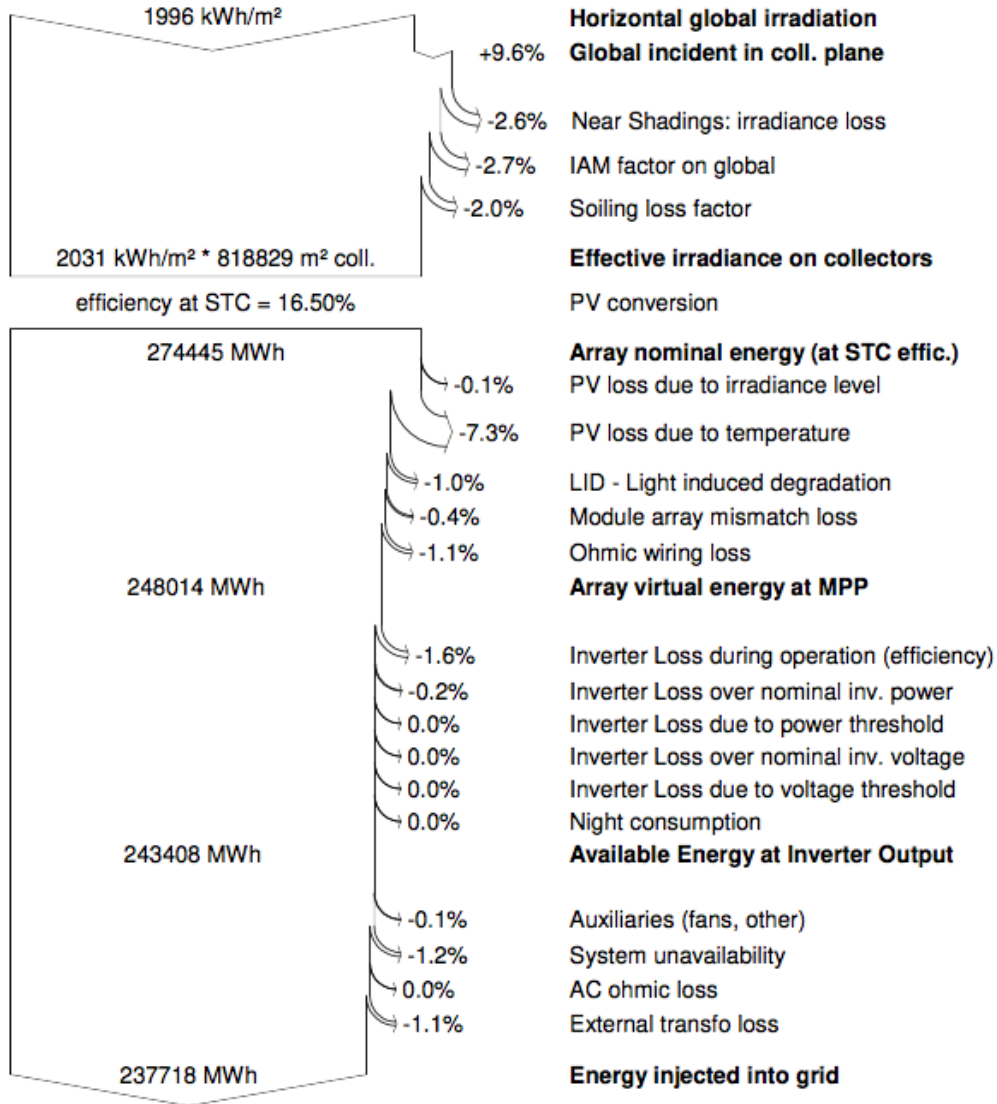 1996 kWh/m² Horizontal global irradiation
+9.6% Global incident in coll. plane
-2.6% Near Shadings: irradiance loss
-2.7% IAM factor on global
-2.0% Soiling loss factor
2031 kWh/m² * 818829 m² coll. Effective irradiance on collectors
efficiency at STC = 16.50% PV conversion
274445 MWh Array nominal energy (at STC effic.)
-0.1% PV loss due to irradiance level
-7.3% PV loss due to temperature
-1.0% LID - Light induced degradation
-0.4% Module array mismatch loss
-1.1% Ohmic wiring loss
248014 MWh Array virtual energy at MPP
-1.6% Inverter Loss during operation (efficiency)
-0.2% Inverter Loss over nominal inv. power
0.0% Inverter Loss due to power threshold
0.0% Inverter Loss over nominal inv. voltage
0.0% Inverter Loss due to voltage threshold
0.0% Night consumption
243408 MWh Available Energy at Inverter Output
-0.1% Auxiliaries (fans, other)
-1.2% System unavailability
0.0% AC ohmic loss
-1.1% External transfo loss
237718 MWh Energy injected into grid